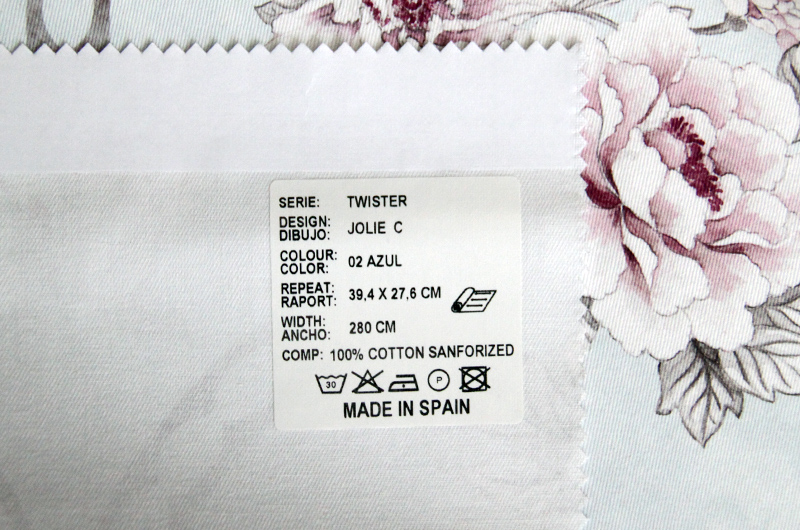 SERIE: TWISTER
DESIGN:
DIBUJO: JOLIE C
COLOUR:
COLOR: 02 AZUL
REPEAT:
RAPORT: 39,4 X 27,6 CM
WIDTH:
ANCHO: 280 CM
COMP: 100% COTTON SANFORIZED
30 P
MADE IN SPAIN